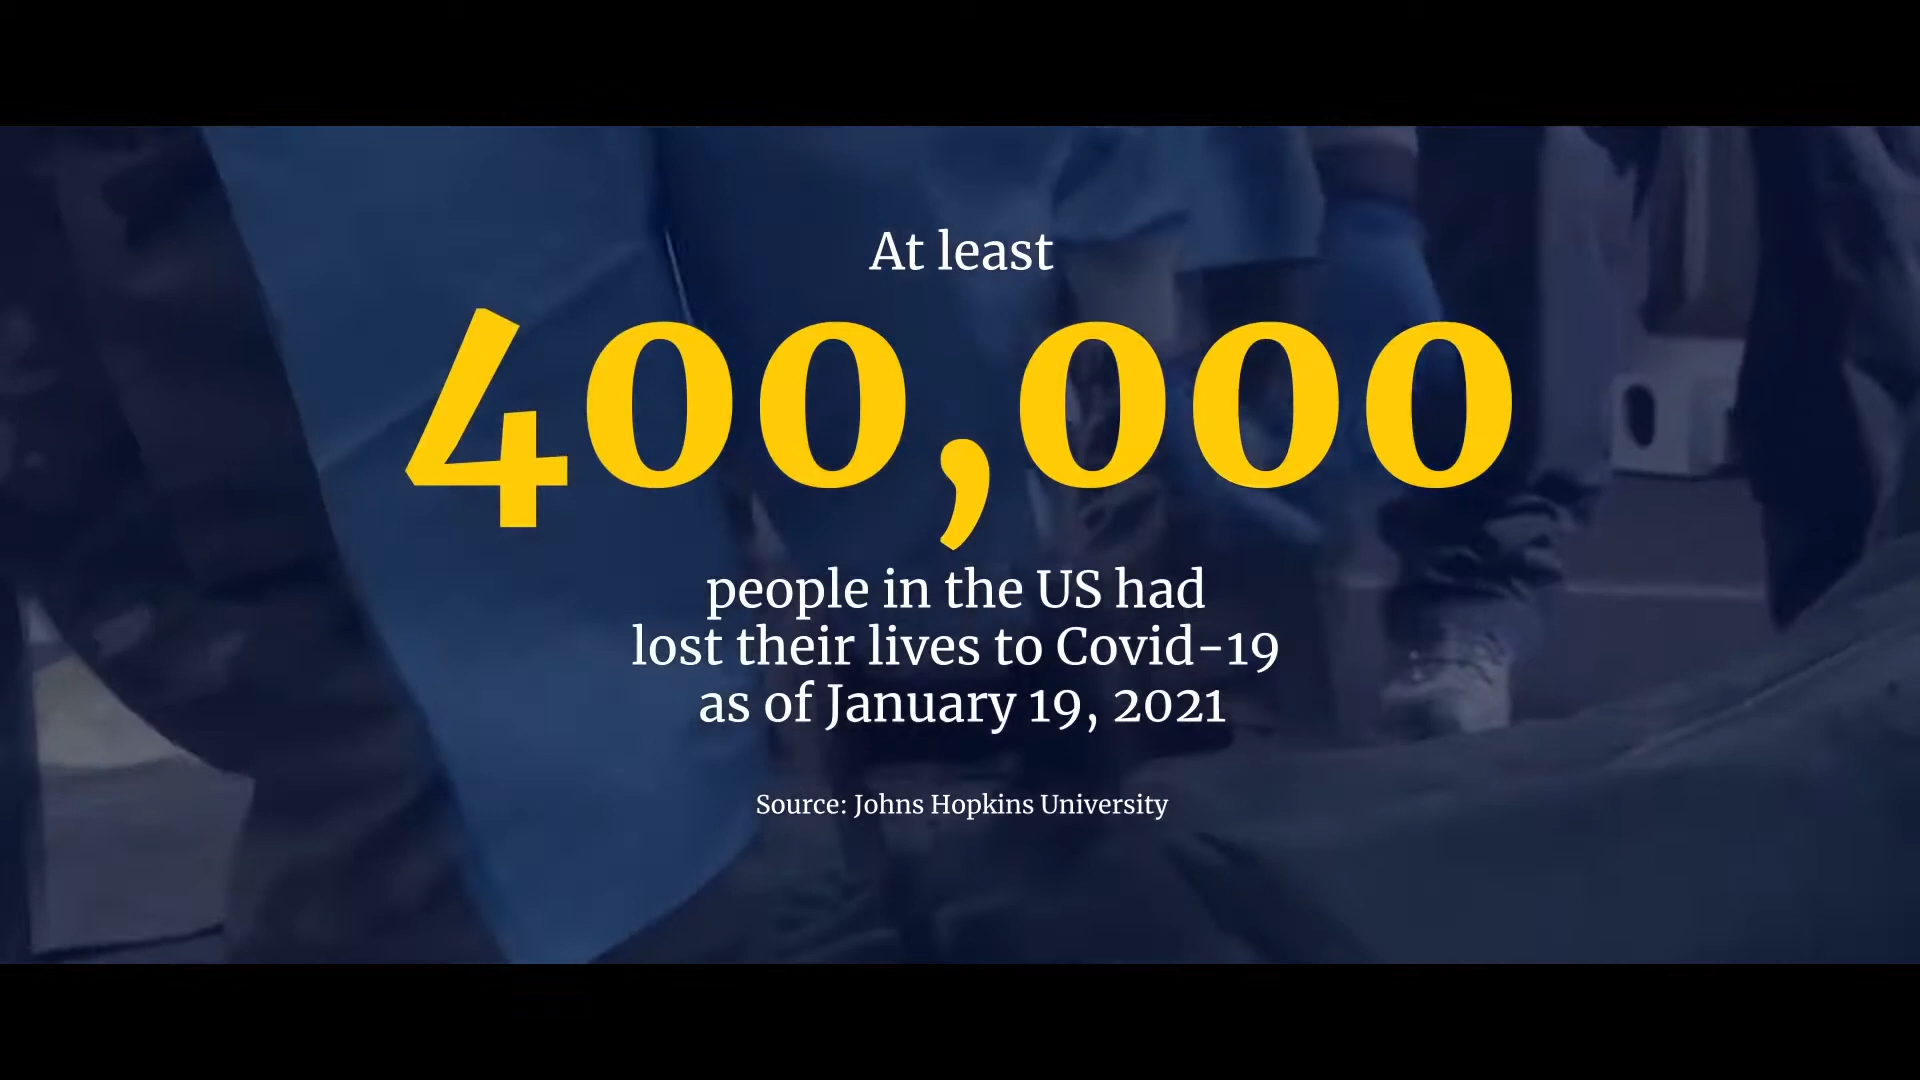 At least
400,000
people in the US had
lost their lives to Covid-19
as of January 19, 2021
Source: Johns Hopkins University